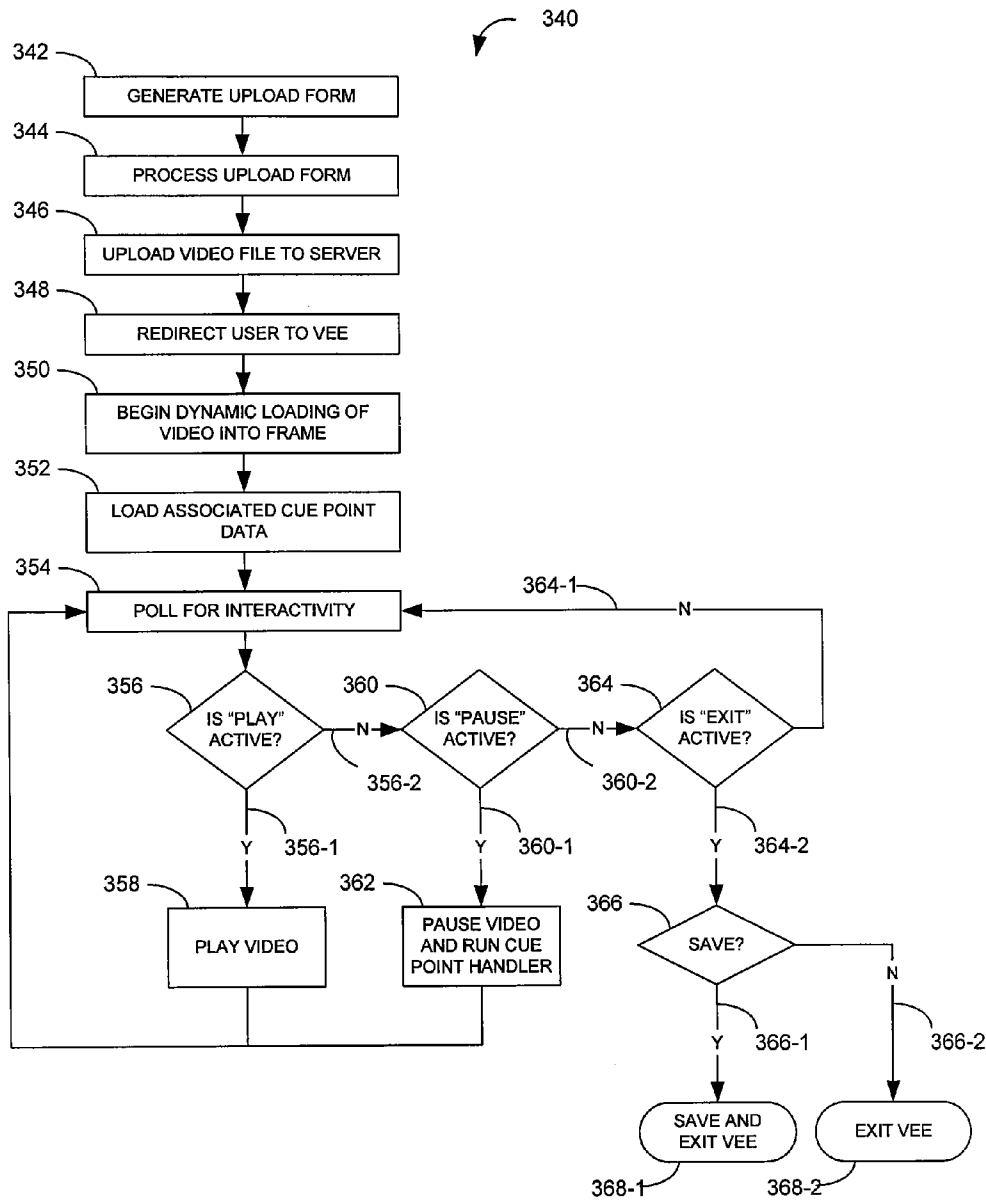 340
342
GENERATE UPLOAD FORM
344
PROCESS UPLOAD FORM
346
UPLOAD VIDEO FILE TO SERVER
348
REDIRECT USER TO VEE
350
BEGIN DYNAMIC LOADING OF
VIDEO INTO FRAME
352
LOAD ASSOCIATED CUE POINT
DATA
354
POLL FOR INTERACTIVITY
364-1
N
356
IS “PLAY”
ACTIVE?
N
356-2
360
IS “PAUSE”
ACTIVE?
N
360-2
364
IS “EXIT”
ACTIVE?
Y
356-1
Y
360-1
Y
364-2
358
PLAY VIDEO
362
PAUSE VIDEO
AND RUN CUE
POINT HANDLER
366
SAVE?
N
366-2
Y
366-1
SAVE AND
EXIT VEE
368-1
EXIT VEE
368-2